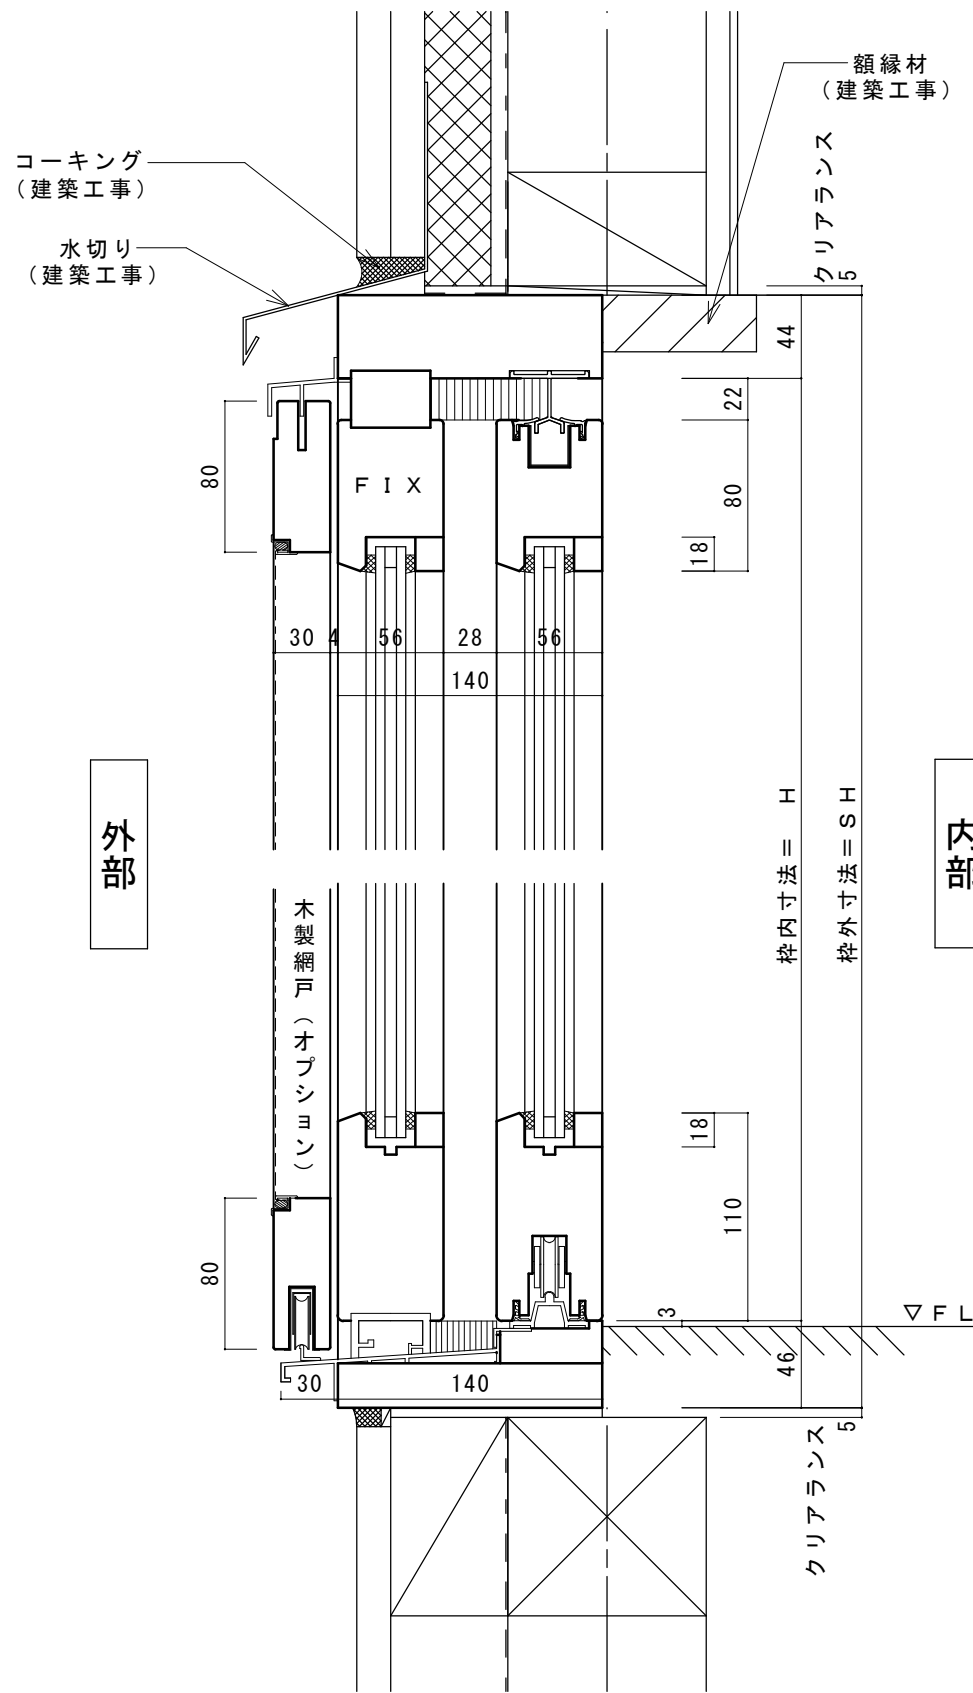 額縁材
（建築工事）
コーキング
（建築工事）
水切り
（建築工事）
クリアランス
5
44
22
80
80
ＦＩＸ
18
30
4
56
28
56
140
外部
内部
枠内寸法＝ Ｈ
枠外寸法＝ＳＨ
木製網戸（オプション）
18
110
80
3
▽ＦＬ
46
30
140
5
クリアランス